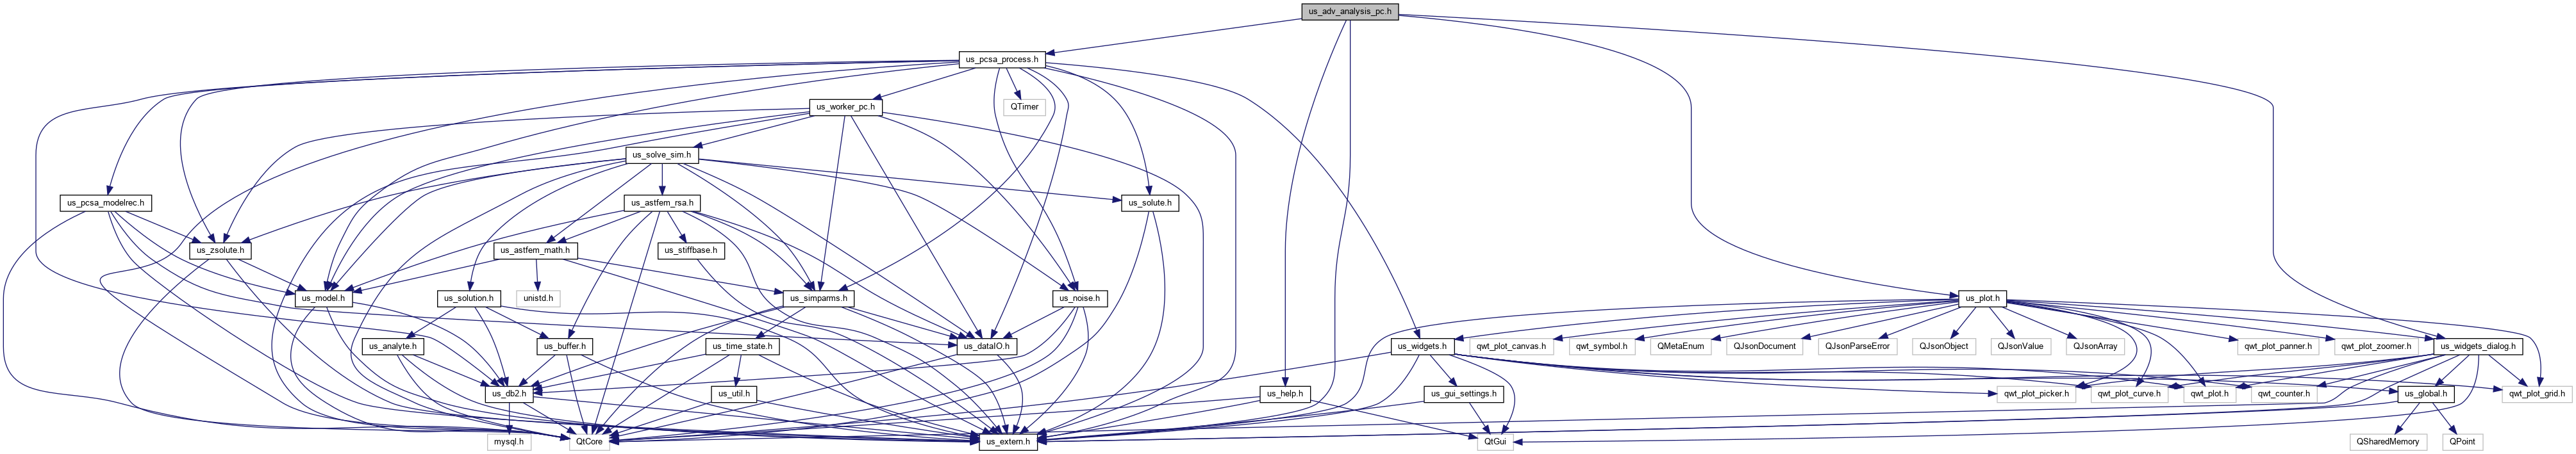 us_adv_analysis_pc.h
us_pcsa_process.h
us_worker_pc.h
QTimer
us_solve_sim.h
us_pcsa_modelrec.h
us_astfem_rsa.h
us_solute.h
us_zsolute.h
us_astfem_math.h
us_stiffbase.h
us_model.h
us_solution.h
unistd.h
us_simparms.h
us_noise.h
us_plot.h
us_analyte.h
us_buffer.h
us_time_state.h
us_dataIO.h
us_widgets.h
qwt_plot_canvas.h
qwt_symbol.h
QMetaEnum
QJsonDocument
QJsonParseError
QJsonObject
QJsonValue
QJsonArray
qwt_plot_panner.h
qwt_plot_zoomer.h
us_widgets_dialog.h
us_db2.h
us_util.h
us_help.h
us_gui_settings.h
qwt_plot_picker.h
qwt_plot_curve.h
qwt_plot.h
qwt_counter.h
us_global.h
qwt_plot_grid.h
mysql.h
QtCore
us_extern.h
QtGui
QSharedMemory
QPoint